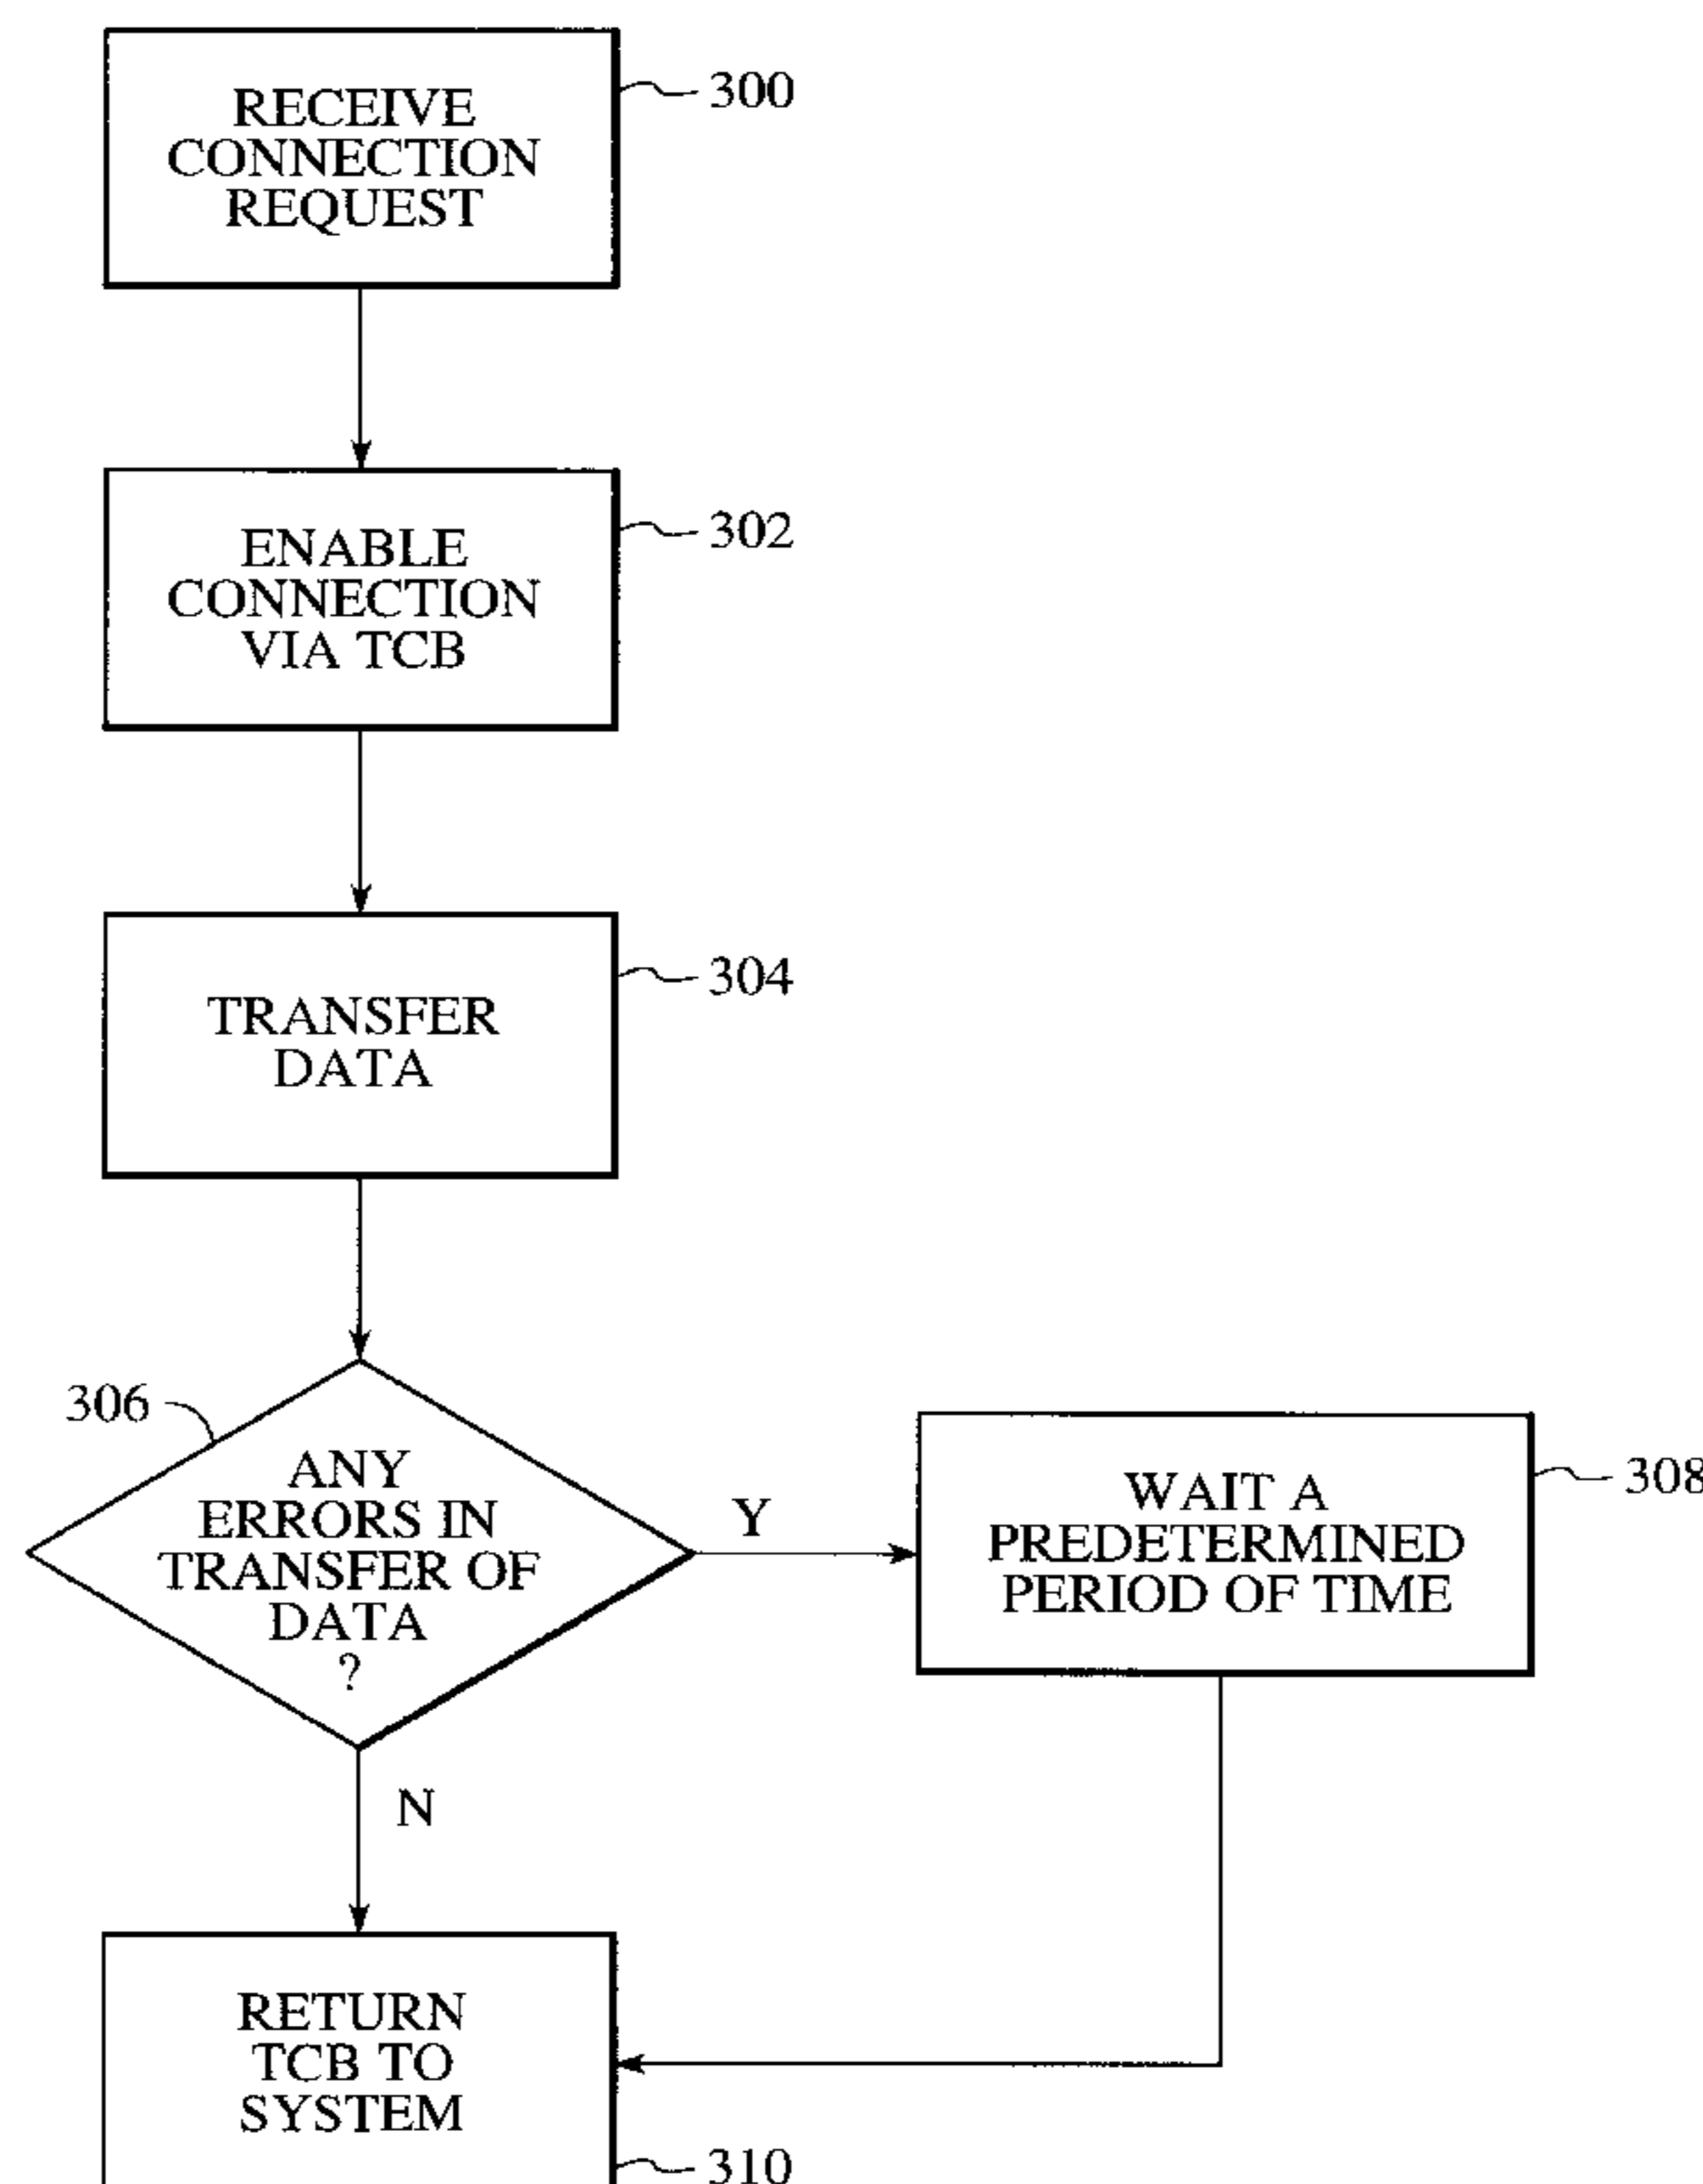 RECEIVE
CONNECTION
REQUEST
300
ENABLE
CONNECTION
VIA TCB
302
TRANSFER
DATA
304
306
ANY
ERRORS IN
TRANSFER OF
DATA
?
Y
WAIT A
PREDETERMINED
PERIOD OF TIME
308
N
RETURN
TCB TO
SYSTEM
310